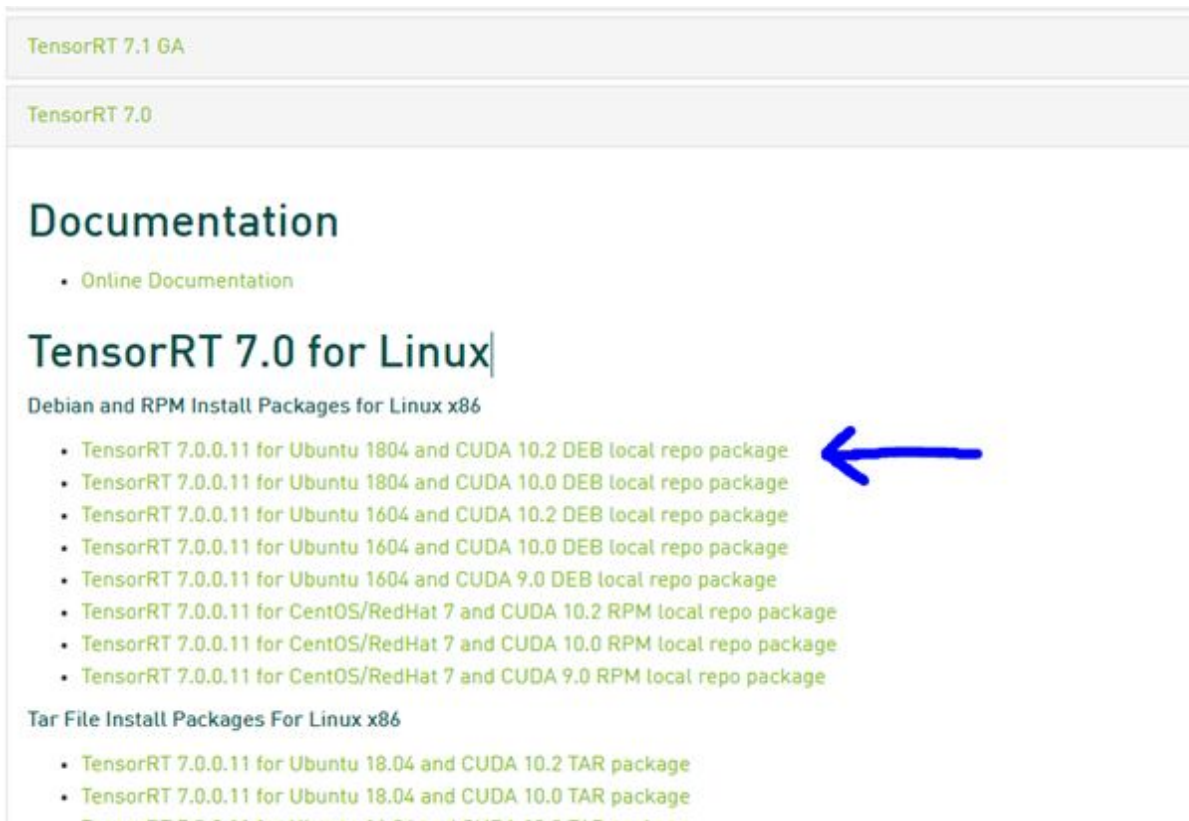 TensorRT 7.1 GA
TensorRT 7.0
Documentation
• Online Documentation
TensorRT 7.0 for Linux
Debian and RPM Install Packages for Linux x86
• TensorRT 7.0.0.11 for Ubuntu 1804 and CUDA 10.2 DEB local repo package
• TensorRT 7.0.0.11 for Ubuntu 1804 and CUDA 10.0 DEB local repo package
• TensorRT 7.0.0.11 for Ubuntu 1604 and CUDA 10.2 DEB local repo package
• TensorRT 7.0.0.11 for Ubuntu 1604 and CUDA 10.0 DEB local repo package
• TensorRT 7.0.0.11 for Ubuntu 1604 and CUDA 9.0 DEB local repo package
• TensorRT 7.0.0.11 for CentOS/RedHat 7 and CUDA 10.2 RPM local repo package
• TensorRT 7.0.0.11 for CentOS/RedHat 7 and CUDA 10.0 RPM local repo package
• TensorRT 7.0.0.11 for CentOS/RedHat 7 and CUDA 9.0 RPM local repo package
Tar File Install Packages For Linux x86
• TensorRT 7.0.0.11 for Ubuntu 18.04 and CUDA 10.2 TAR package
• TensorRT 7.0.0.11 for Ubuntu 18.04 and CUDA 10.0 TAR package